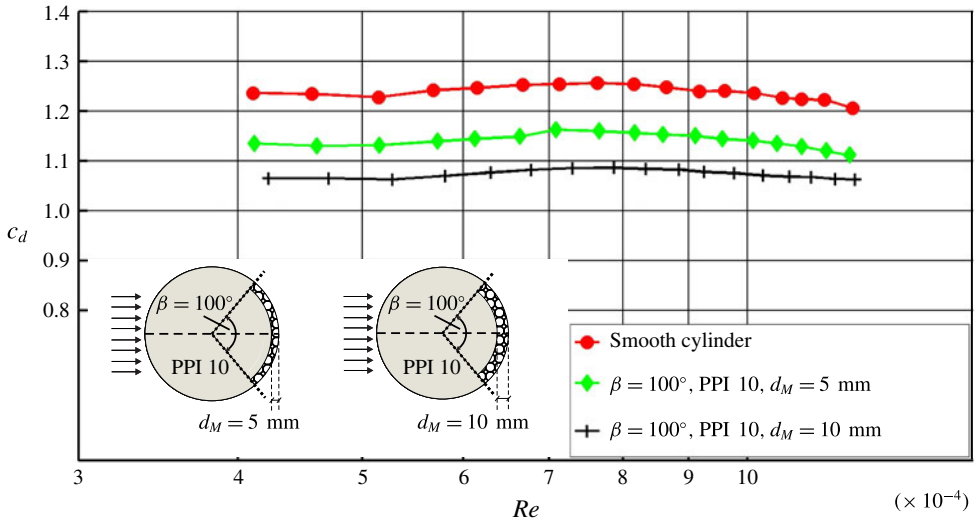 1.4
1.3
1.2
1.1
1.0
c_d
0.9
0.8
β = 100°
PPI 10
d_M = 5 mm
β = 100°
PPI 10
d_M = 10 mm
Smooth cylinder
β = 100°, PPI 10, d_M = 5 mm
β = 100°, PPI 10, d_M = 10 mm
3 4 5 6 7 8 9 10
Re
(× 10⁻⁴)